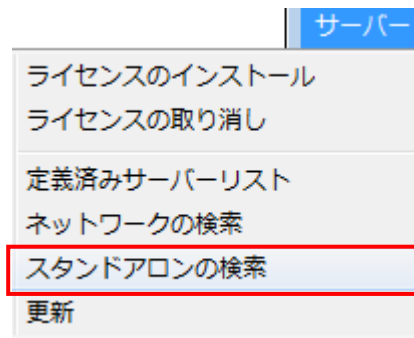 サーバー
ライセンスのインストール
ライセンスの取り消し
定義済みサーバーリスト
ネットワークの検索
スタンドアロンの検索
更新